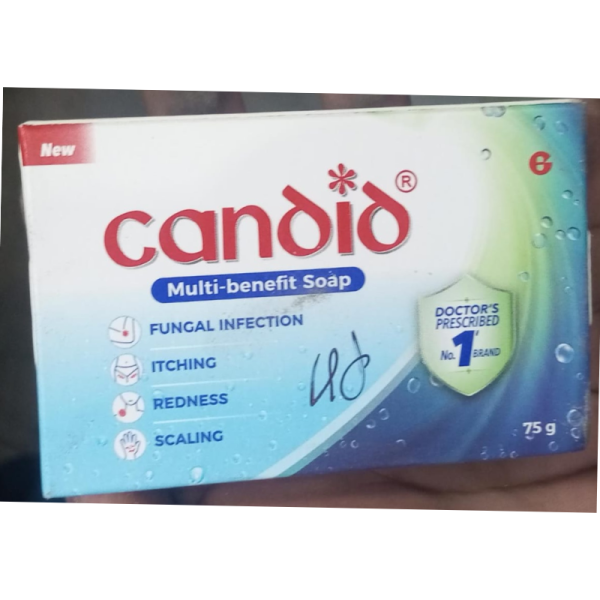 New
candid®
Multi-benefit Soap
FUNGAL INFECTION
ITCHING
REDNESS
SCALING
DOCTOR'S
PRESCRIBED
No. 1# BRAND
75 g